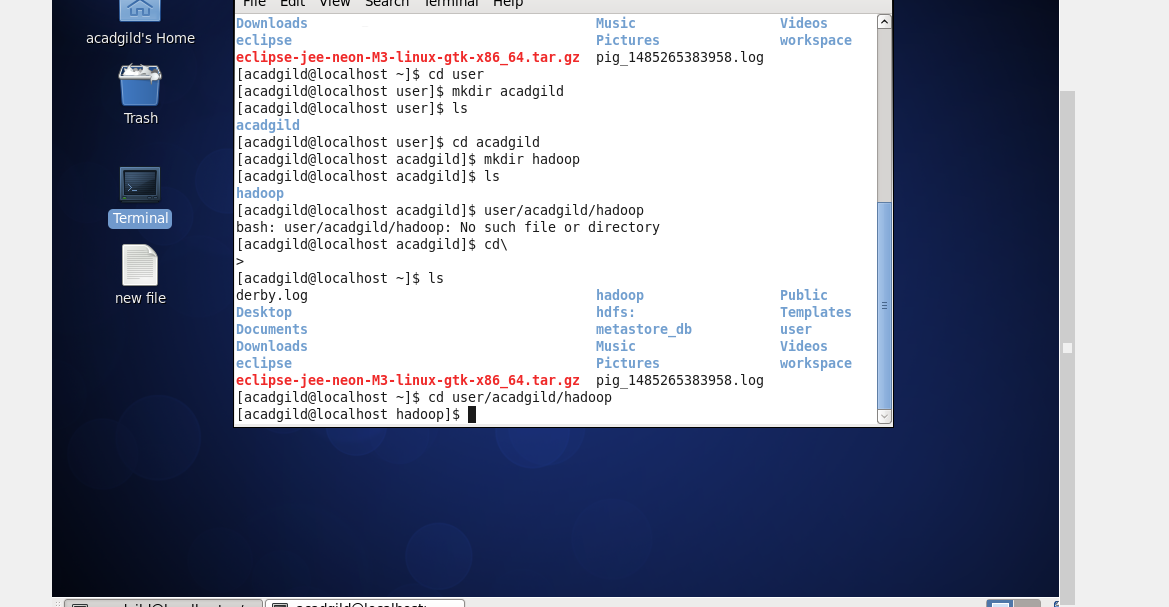 File Edit View Search Terminal Help
acadgild's Home
Trash
Terminal
new file
Downloads Music Videos
eclipse Pictures workspace
eclipse-jee-neon-M3-linux-gtk-x86_64.tar.gz pig_1485265383958.log
[acadgild@localhost ~]$ cd user
[acadgild@localhost user]$ mkdir acadgild
[acadgild@localhost user]$ ls
acadgild
[acadgild@localhost user]$ cd acadgild
[acadgild@localhost acadgild]$ mkdir hadoop
[acadgild@localhost acadgild]$ ls
hadoop
[acadgild@localhost acadgild]$ user/acadgild/hadoop
bash: user/acadgild/hadoop: No such file or directory
[acadgild@localhost acadgild]$ cd\
>
[acadgild@localhost ~]$ ls
derby.log hadoop Public
Desktop hdfs: Templates
Documents metastore_db user
Downloads Music Videos
eclipse Pictures workspace
eclipse-jee-neon-M3-linux-gtk-x86_64.tar.gz pig_1485265383958.log
[acadgild@localhost ~]$ cd user/acadgild/hadoop
[acadgild@localhost hadoop]$